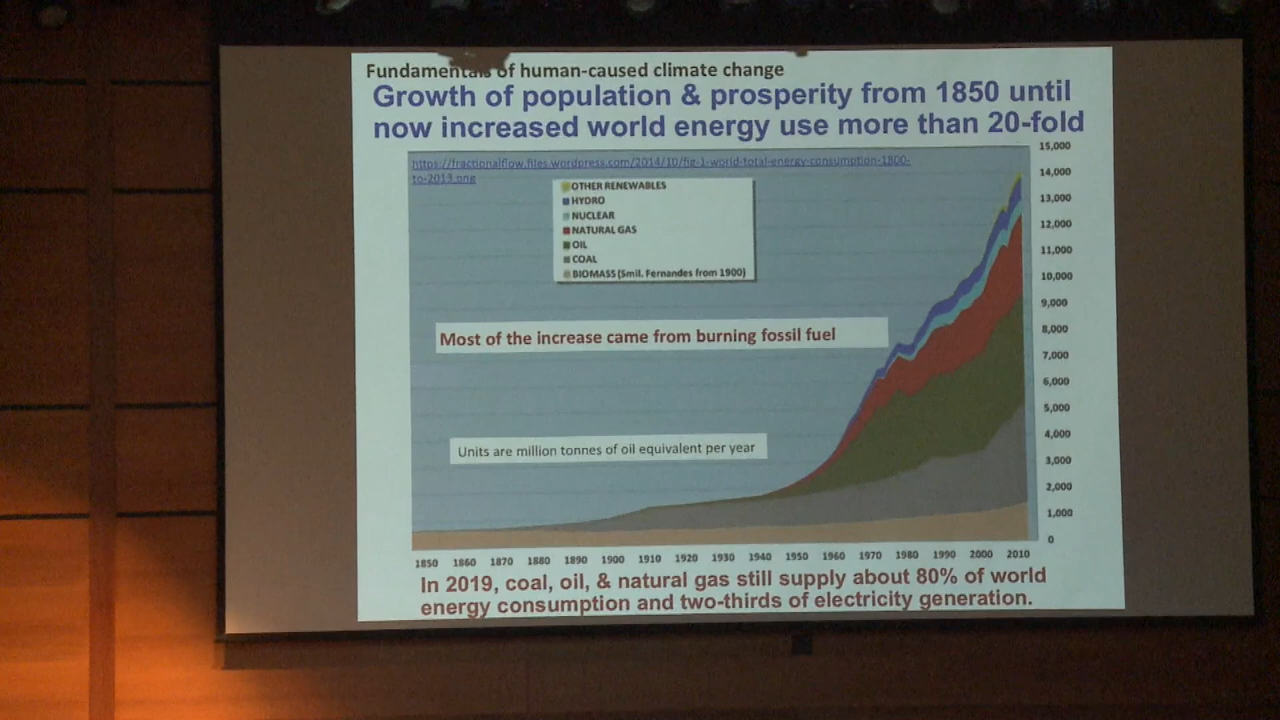 Fundamentals of human-caused climate change
Growth of population & prosperity from 1850 until
now increased world energy use more than 20-fold
https://fractionalflow.files.wordpress.com/2014/10/fig-1-world-total-energy-consumption-1800-
to-2013.png
OTHER RENEWABLES
HYDRO
NUCLEAR
NATURAL GAS
OIL
COAL
BIOMASS (Smil. Fernandes from 1900)
Most of the increase came from burning fossil fuel
Units are million tonnes of oil equivalent per year
15,000
14,000
13,000
12,000
11,000
10,000
9,000
8,000
7,000
6,000
5,000
4,000
3,000
2,000
1,000
0
1850 1860 1870 1880 1890 1900 1910 1920 1930 1940 1950 1960 1970 1980 1990 2000 2010
In 2019, coal, oil, & natural gas still supply about 80% of world
energy consumption and two-thirds of electricity generation.